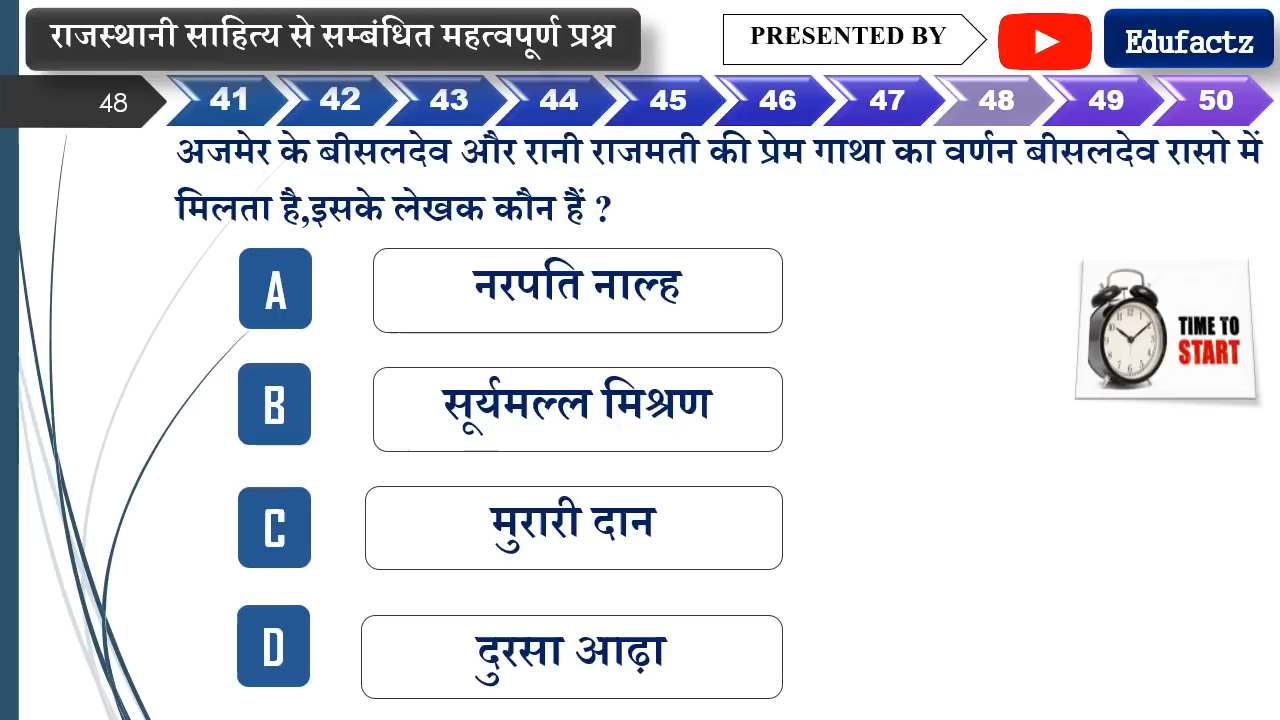 राजस्थानी साहित्य से सम्बंधित महत्वपूर्ण प्रश्न
PRESENTED BY
Edufactz
48
41 42 43 44 45 46 47 48 49 50
अजमेर के बीसलदेव और रानी राजमती की प्रेम गाथा का वर्णन बीसलदेव रासो में
मिलता है,इसके लेखक कौन हैं ?
A नरपति नाल्ह
TIME TO
START
B सूर्यमल्ल मिश्रण
C मुरारी दान
D दुरसा आढ़ा